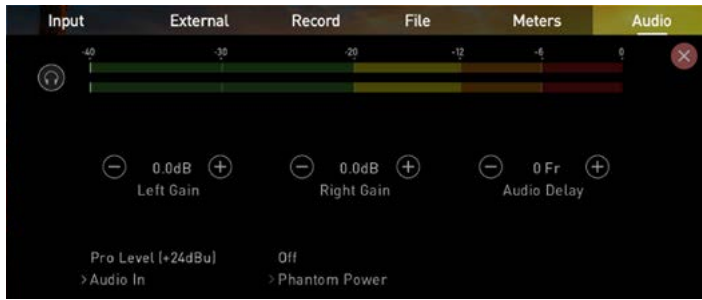 Input External Record File Meters Audio
-40 -30 -20 -12 -6 0
0.0dB 0.0dB 0 Fr
Left Gain Right Gain Audio Delay
Pro Level (+24dBu) Off
>Audio In >Phantom Power